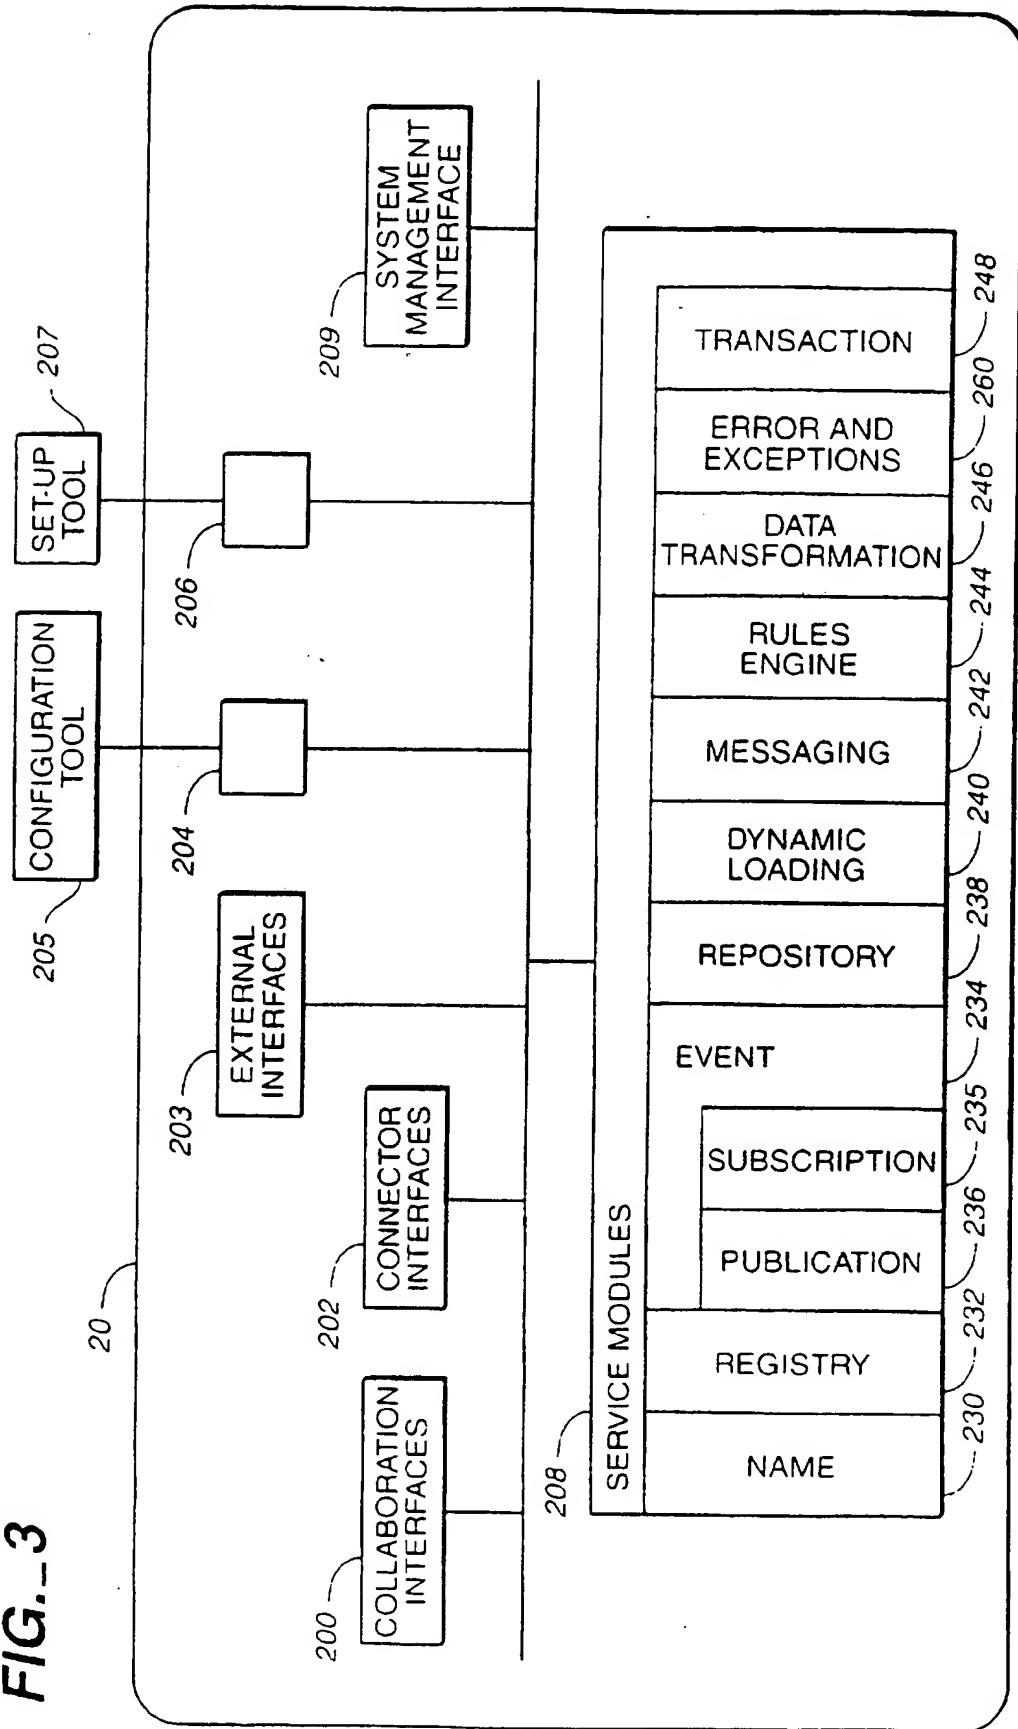 FIG._3
20
CONFIGURATION
TOOL
205
SET-UP
TOOL
207
204
206
EXTERNAL
INTERFACES
203
COLLABORATION
INTERFACES
200
CONNECTOR
INTERFACES
202
SYSTEM
MANAGEMENT
INTERFACE
209
208
SERVICE MODULES
NAME
REGISTRY
EVENT
PUBLICATION
SUBSCRIPTION
REPOSITORY
DYNAMIC
LOADING
MESSAGING
RULES
ENGINE
DATA
TRANSFORMATION
ERROR AND
EXCEPTIONS
TRANSACTION
230
232
236
235
234
238
240
242
244
246
260
248